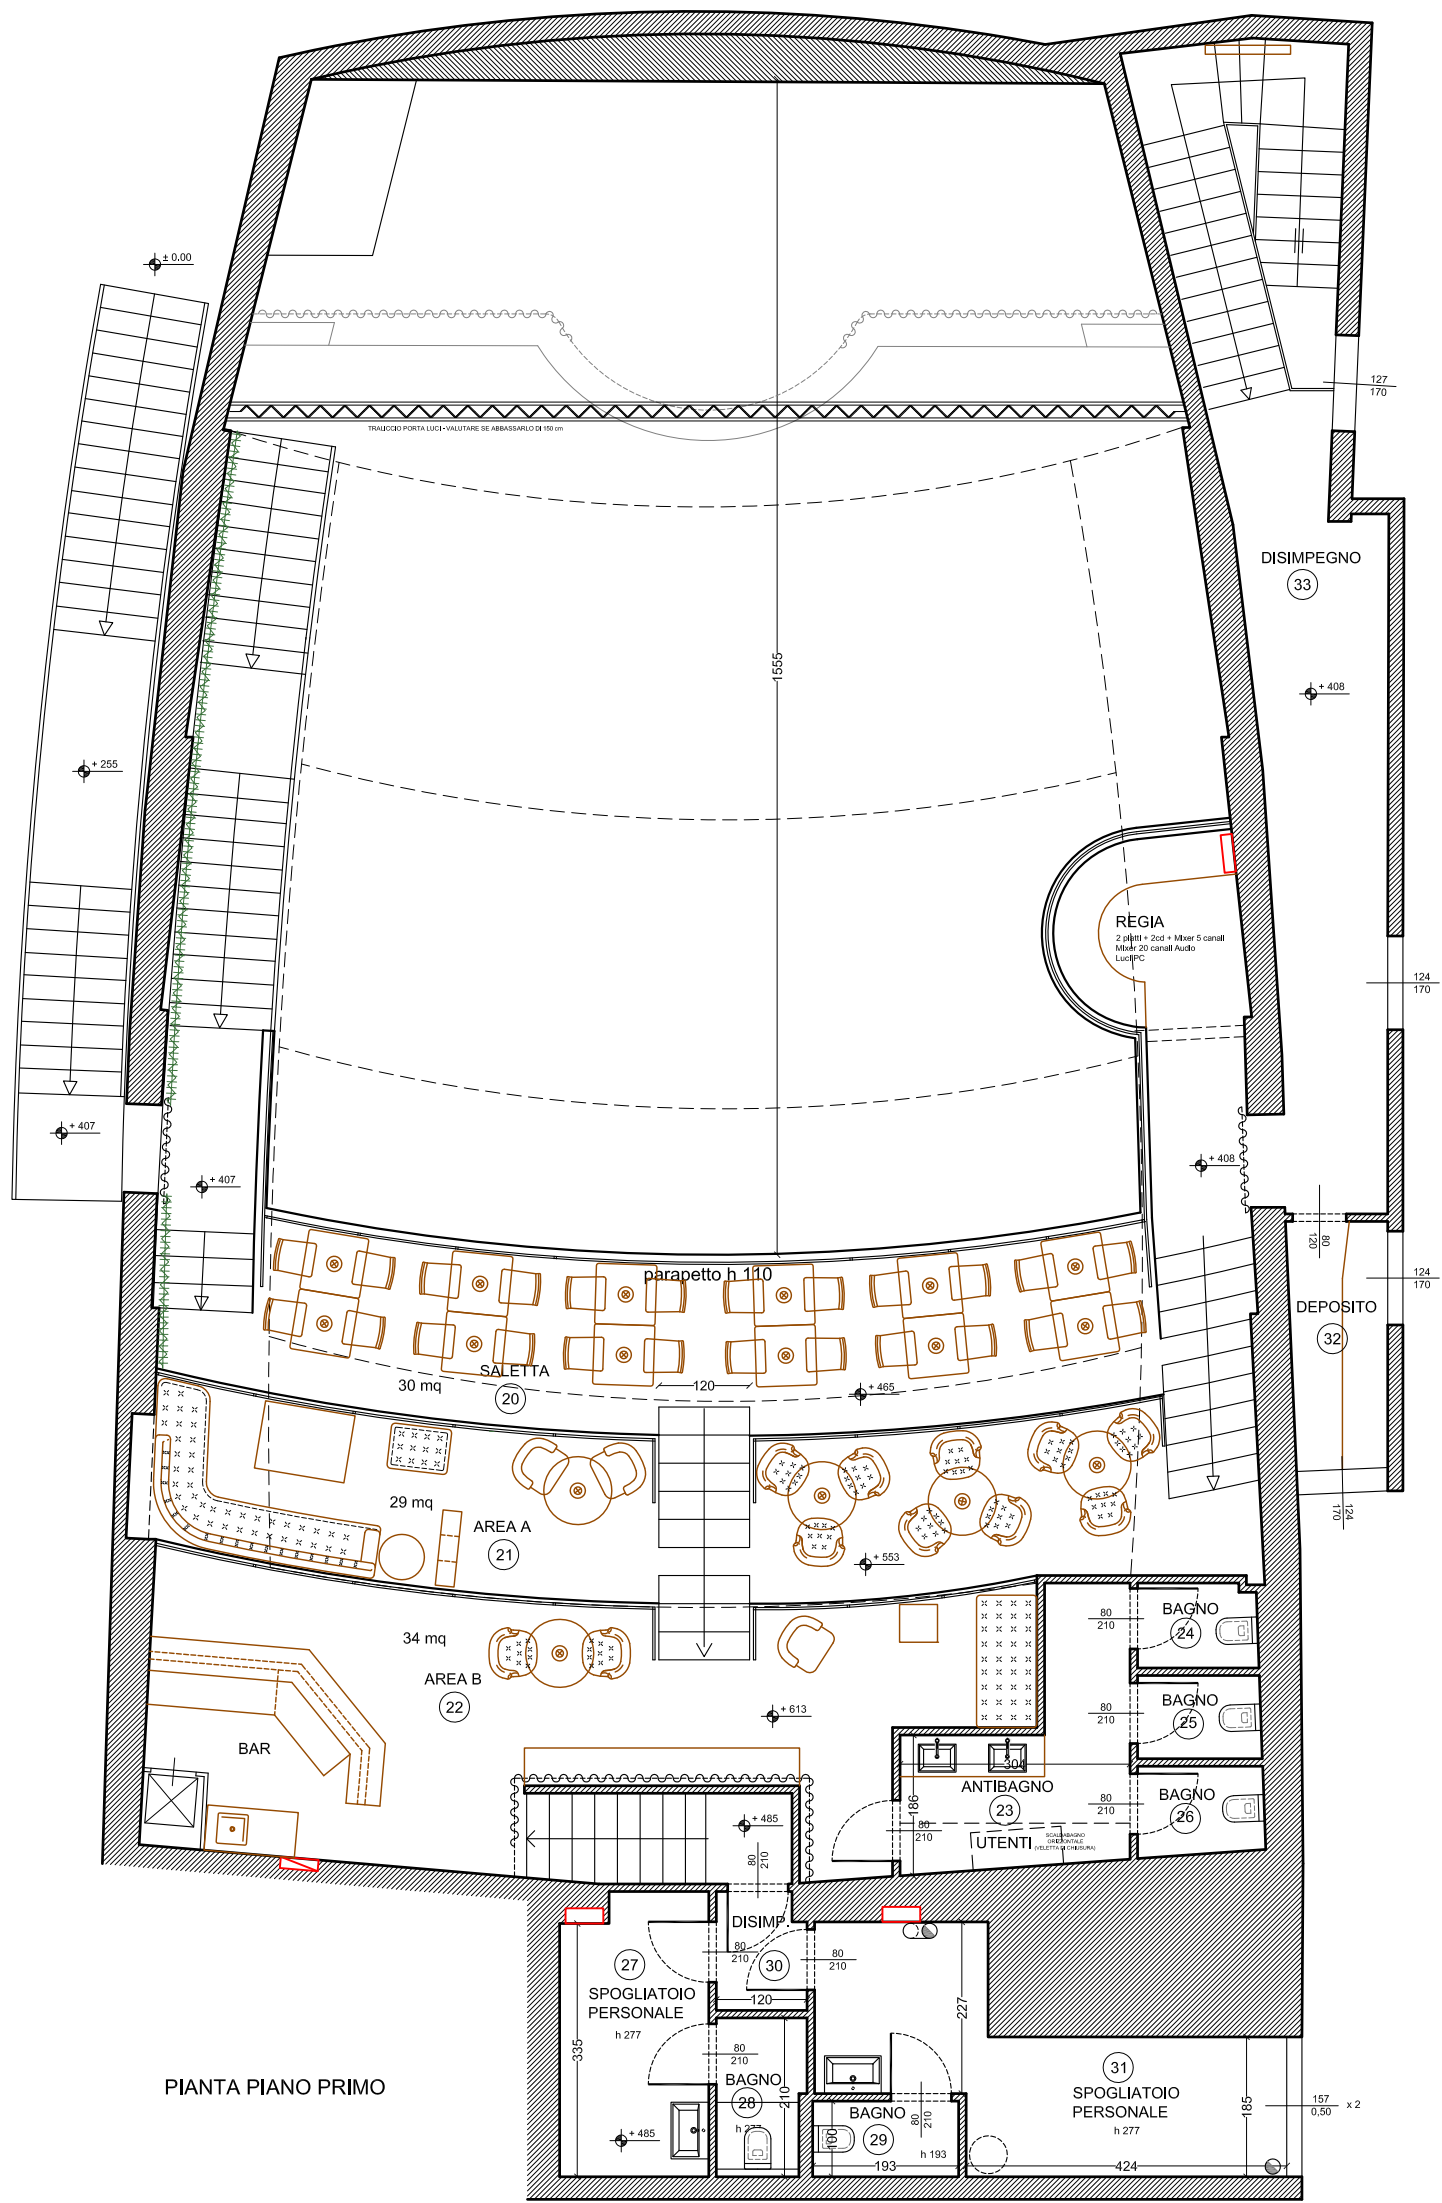 ± 0.00
127
170
TRALICCIO PORTA LUCI - VALUTARE SE ABBASSARLO DI 150 cm
DISIMPEGNO
33
1555
+ 408
+ 255
REGIA
2 piatti + 2cd + Mixer 5 canali
Mixer 20 canali Audio
Luci PC
124
170
+ 407
+ 407
+ 408
80
120
parapetto h 110
124
170
DEPOSITO
32
SALETTA
30 mq
20
120
+ 465
29 mq
AREA A
21
124
170
+ 553
34 mq
AREA B
22
80
210
BAGNO
24
80
210
BAGNO
25
+ 613
BAR
304
ANTIBAGNO
23
186
80
210
BAGNO
26
80
210
UTENTI
SCALDABAGNO
ORIZZONTALE
(VELETTA DI CHIUSURA)
+ 485
80
210
DISIMP.
30
27
SPOGLIATOIO
PERSONALE
h 277
80
210
80
210
120
227
335
80
210
BAGNO
28
h 277
210
31
SPOGLIATOIO
PERSONALE
h 277
185
157
0,50
x 2
BAGNO
29
80
210
100
h 193
193
424
+ 485
PIANTA PIANO PRIMO